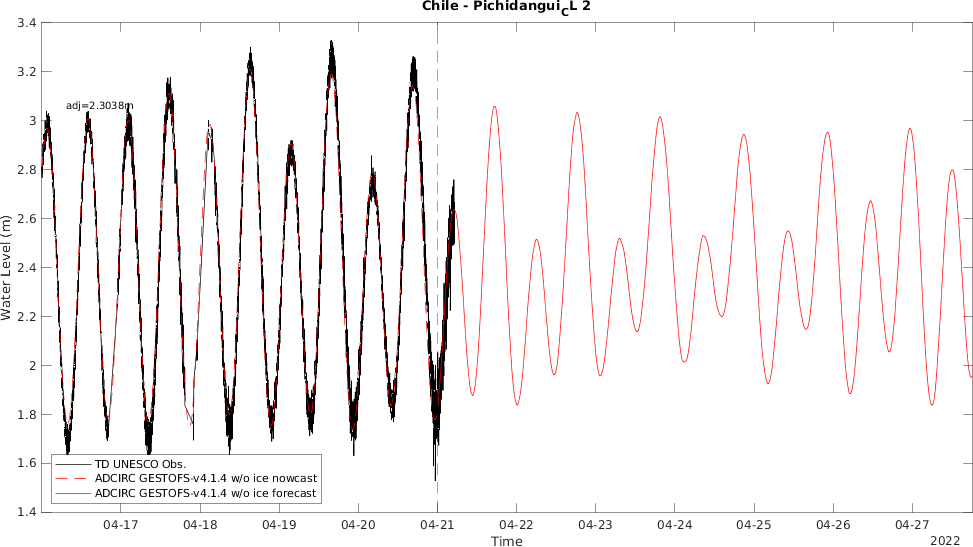 Chile - Pichidangui_CL 2
3.4
3.2
3
2.8
2.6
2.4
2.2
2
1.8
1.6
1.4
Water Level (m)
adj=2.3038m
TD UNESCO Obs.
ADCIRC GESTOFS-v4.1.4 w/o ice nowcast
ADCIRC GESTOFS-v4.1.4 w/o ice forecast
04-17 04-18 04-19 04-20 04-21 04-22 04-23 04-24 04-25 04-26 04-27
Time
2022